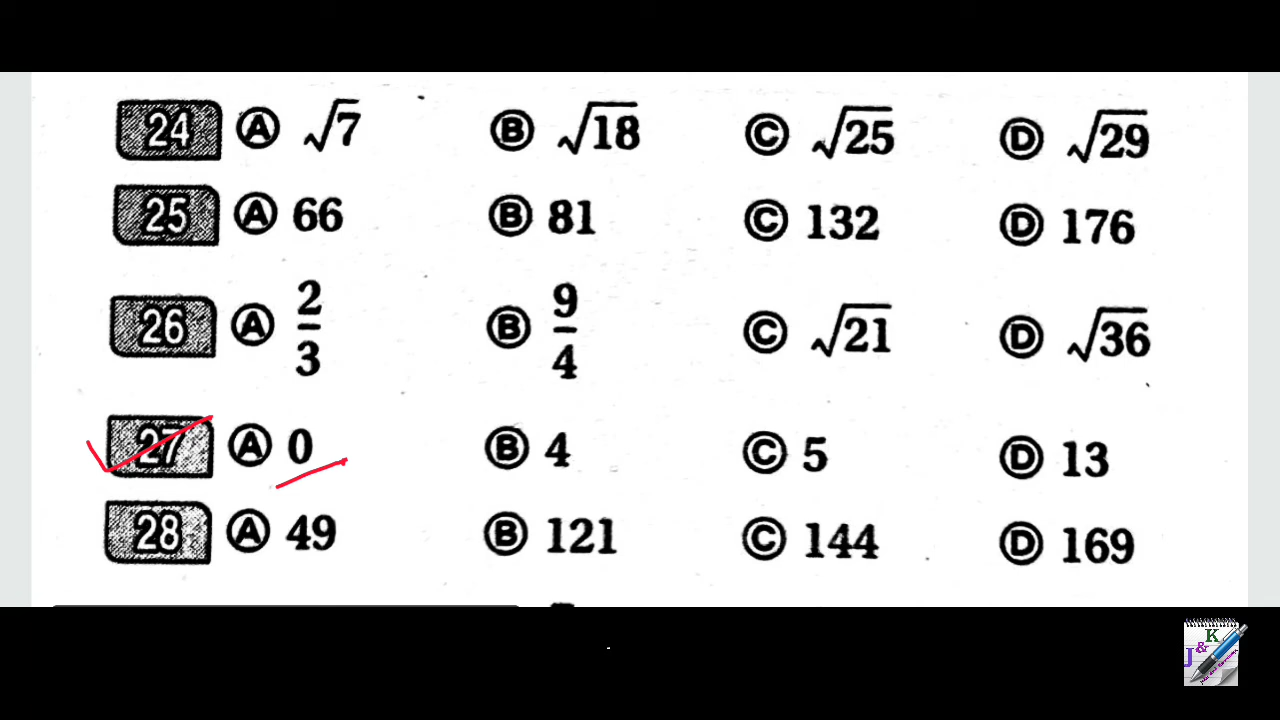 24 A √7 B √18 C √25 D √29
25 A 66 B 81 C 132 D 176
26 A 2/3 B 9/4 C √21 D √36
27 A 0 B 4 C 5 D 13
28 A 49 B 121 C 144 D 169
J & K